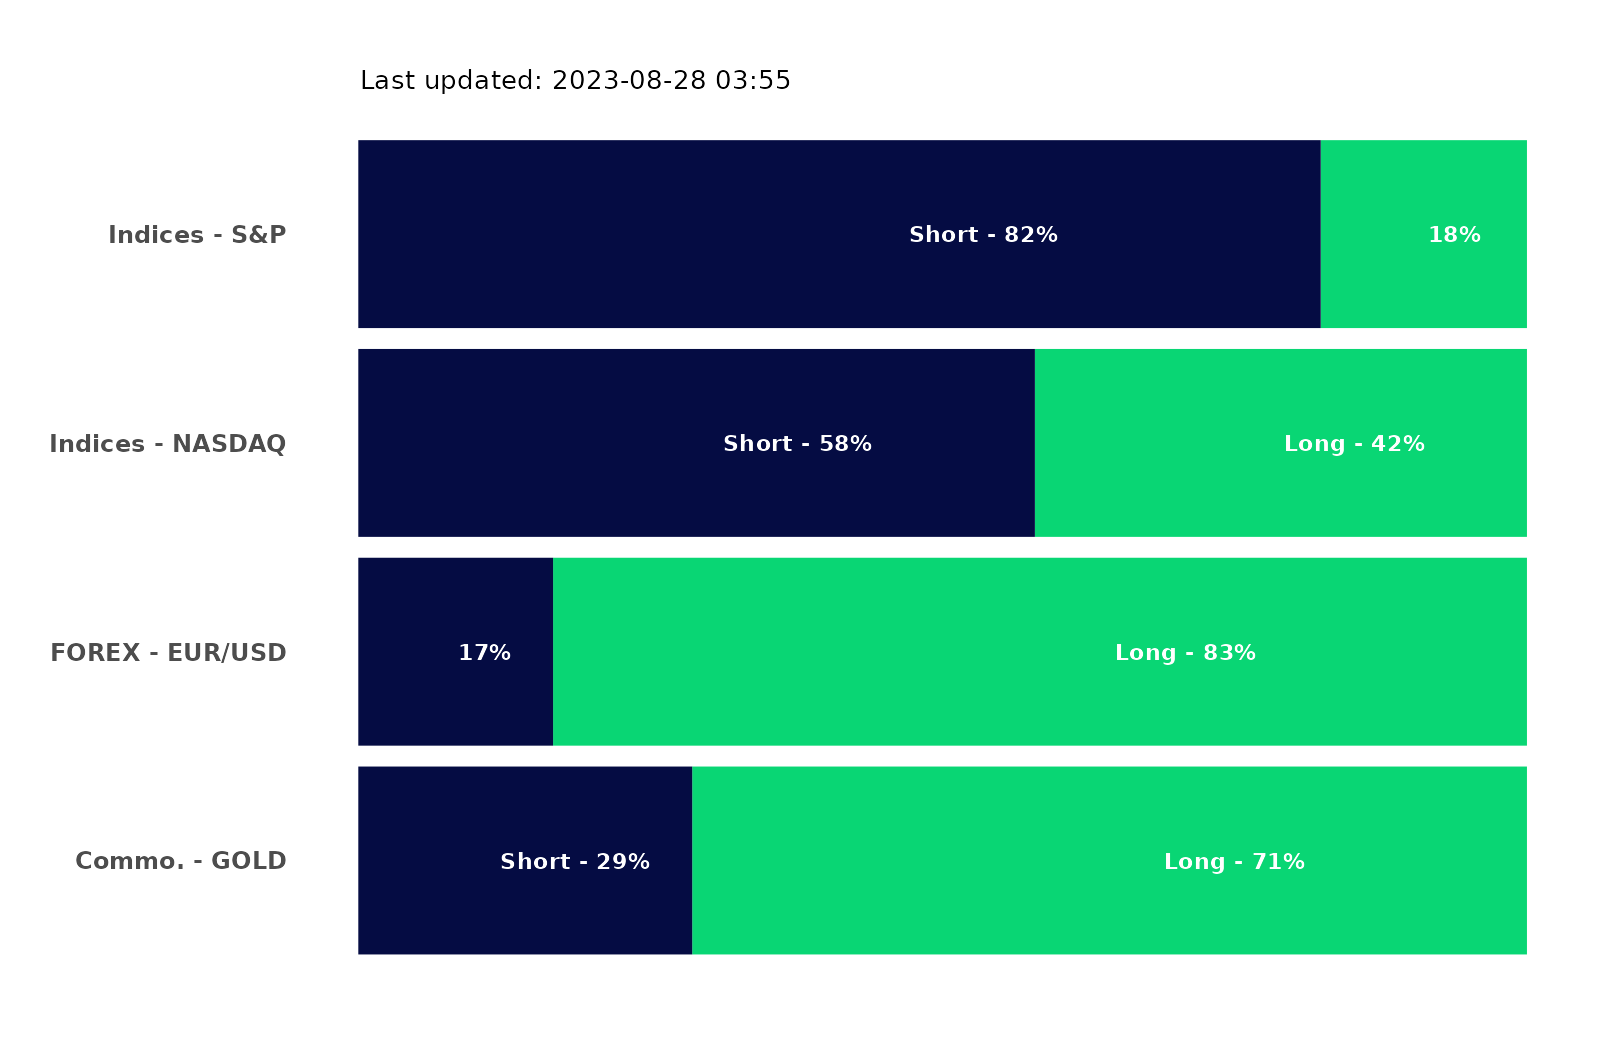 Last updated: 2023-08-28 03:55
Indices - S&P
Short - 82%
18%
Indices - NASDAQ
Short - 58%
Long - 42%
FOREX - EUR/USD
17%
Long - 83%
Commo. - GOLD
Short - 29%
Long - 71%